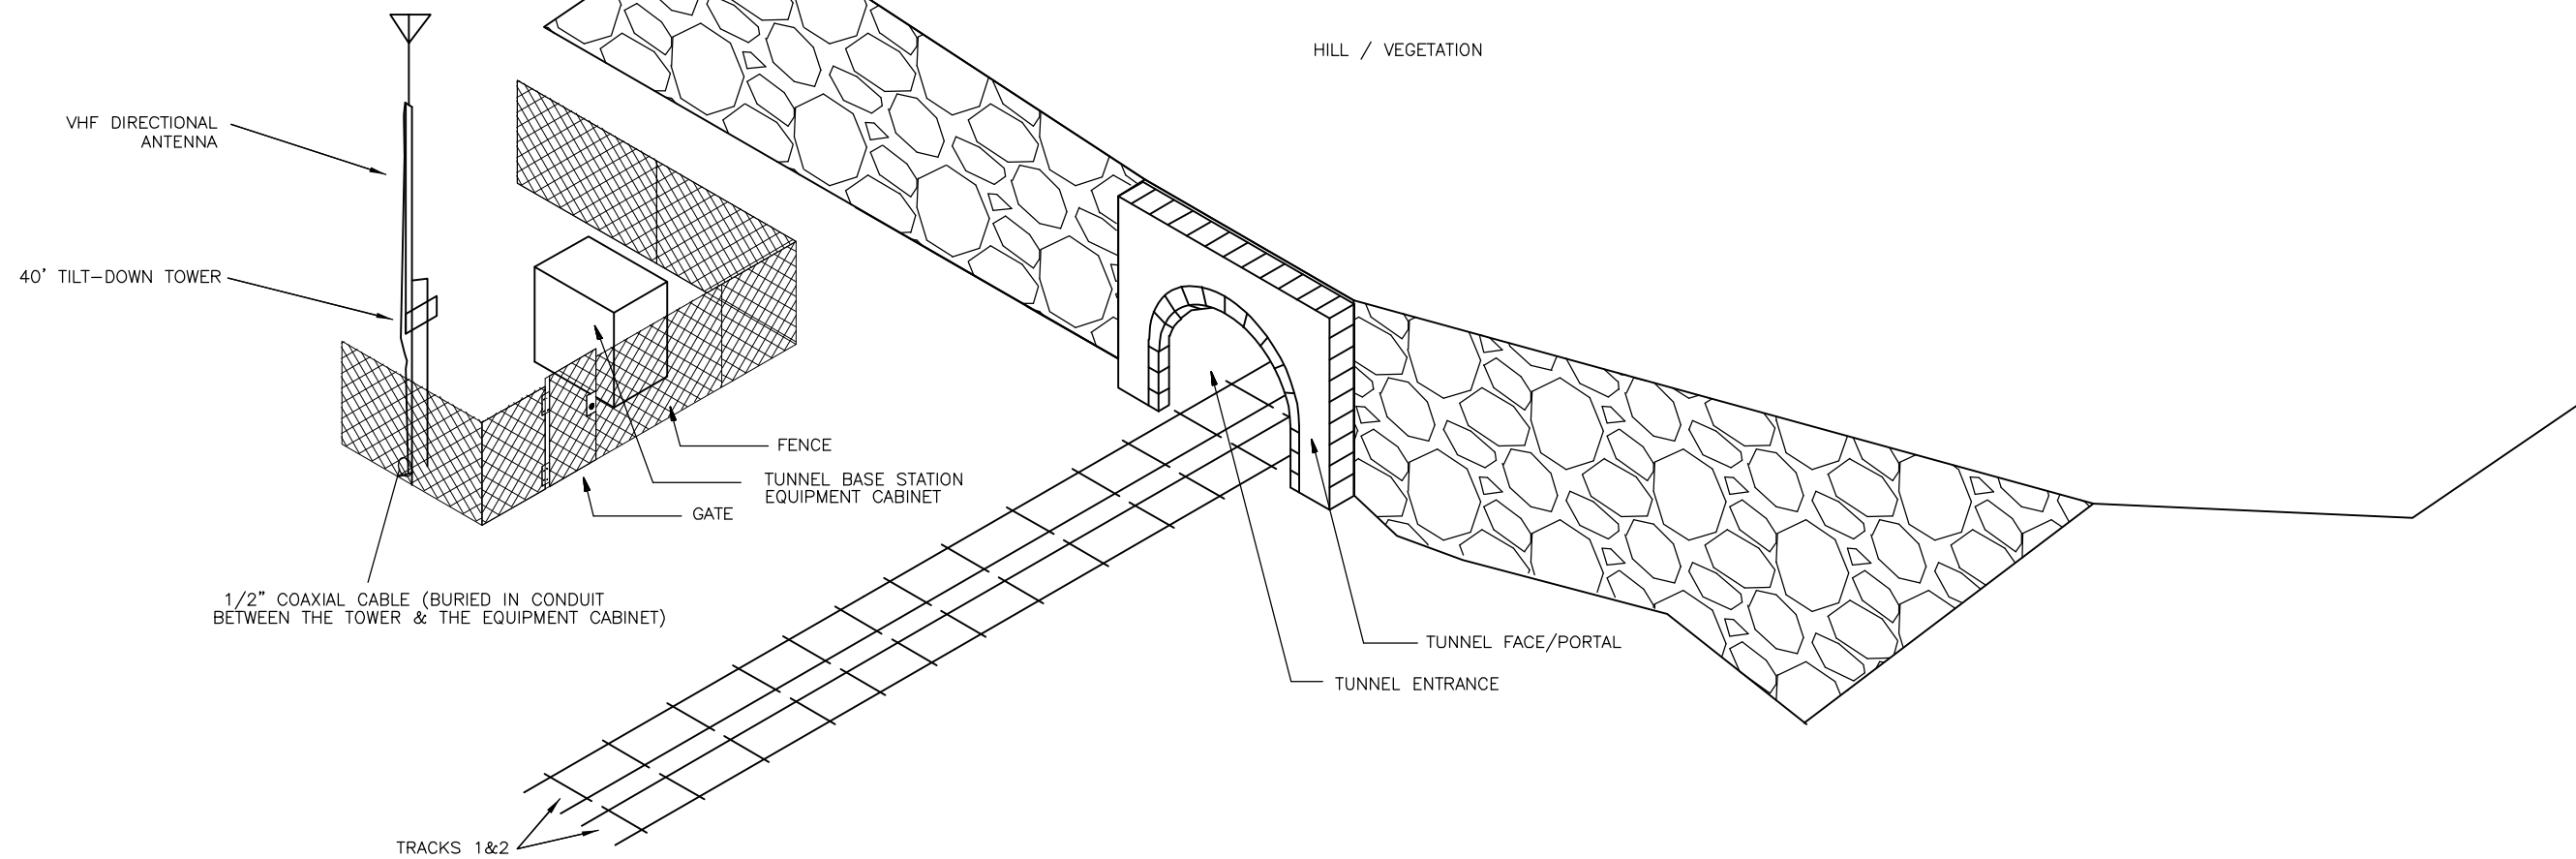 HILL / VEGETATION
VHF DIRECTIONAL
ANTENNA
40' TILT-DOWN TOWER
FENCE
TUNNEL BASE STATION
EQUIPMENT CABINET
GATE
1/2" COAXIAL CABLE (BURIED IN CONDUIT
BETWEEN THE TOWER & THE EQUIPMENT CABINET)
TUNNEL FACE/PORTAL
TUNNEL ENTRANCE
TRACKS 1&2